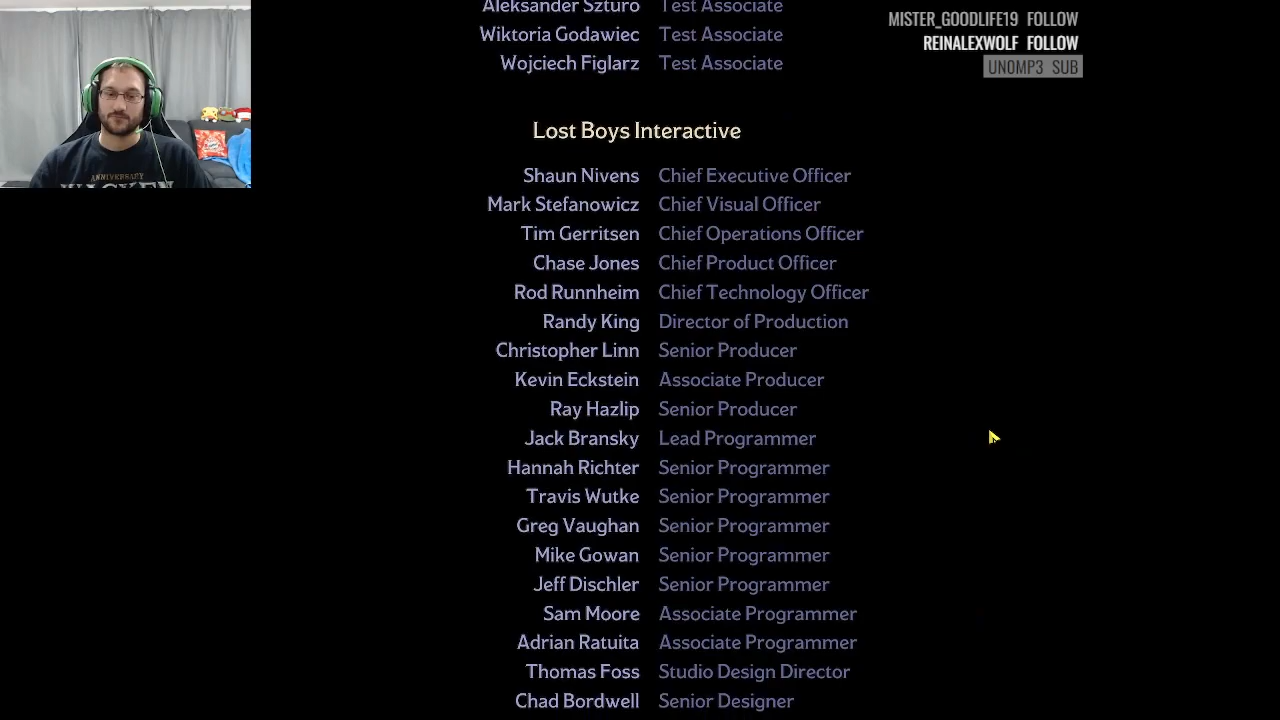 Aleksander Szturo Test Associate
Wiktoria Godawiec Test Associate
Wojciech Figlarz Test Associate
MISTER_GOODLIFE19 FOLLOW
REINALEXWOLF FOLLOW
UNOMP3 SUB
ANNIVERSARY
WACKEN
Lost Boys Interactive
Shaun Nivens Chief Executive Officer
Mark Stefanowicz Chief Visual Officer
Tim Gerritsen Chief Operations Officer
Chase Jones Chief Product Officer
Rod Runnheim Chief Technology Officer
Randy King Director of Production
Christopher Linn Senior Producer
Kevin Eckstein Associate Producer
Ray Hazlip Senior Producer
Jack Bransky Lead Programmer
Hannah Richter Senior Programmer
Travis Wutke Senior Programmer
Greg Vaughan Senior Programmer
Mike Gowan Senior Programmer
Jeff Dischler Senior Programmer
Sam Moore Associate Programmer
Adrian Ratuita Associate Programmer
Thomas Foss Studio Design Director
Chad Bordwell Senior Designer